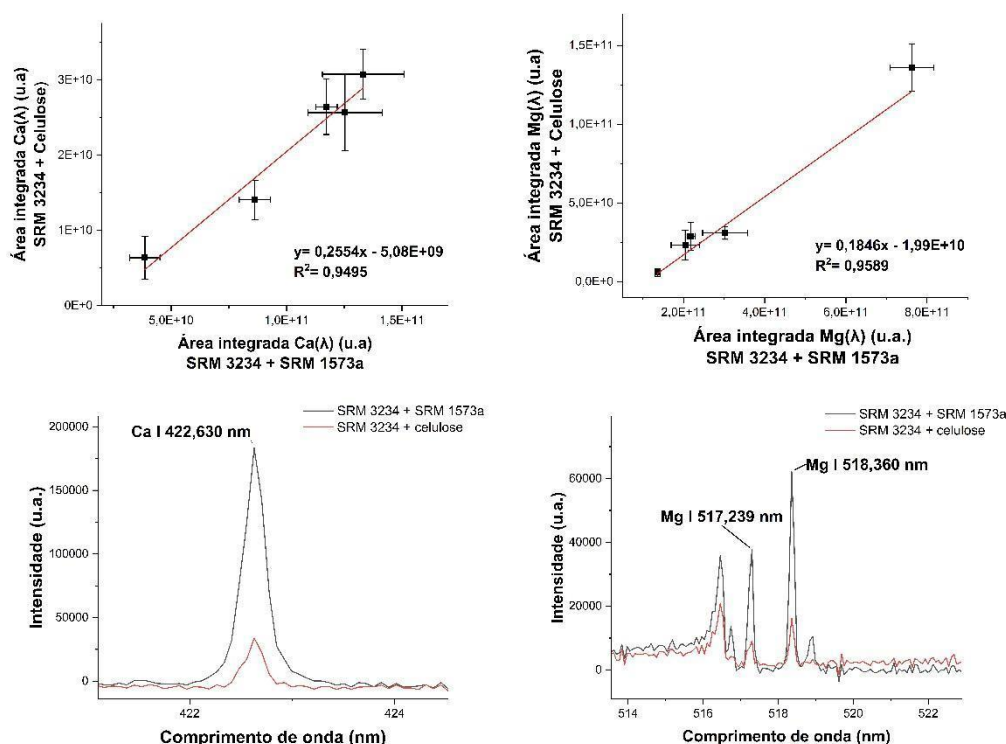 Área integrada Ca(λ) (u.a)
SRM 3234 + Celulose)
3E+10
2E+10
1E+10
0E+0
y= 0,2554x - 5,08E+09
R²= 0,9495
5,0E+10
1,0E+11
1,5E+11
Área integrada Ca(λ) (u.a)
SRM 3234 + SRM 1573a
Área integrada Mg(λ) (u.a)
SRM 3234 + Celulose
1,5E+11
1,0E+11
5,0E+10
0,0E+0
y= 0,1846x - 1,99E+10
R²= 0,9589
2,0E+11
4,0E+11
6,0E+11
8,0E+11
Área integrada Mg(λ) (u.a.)
SRM 3234 + SRM 1573a
SRM 3234 + SRM 1573a
SRM 3234 + celulose
Ca I 422,630 nm
Intensidade (u.a.)
200000
150000
100000
50000
0
422
424
Comprimento de onda (nm)
SRM 3234 + SRM 1573a
SRM 3234 + celulose
Mg I 518,360 nm
Mg I 517,239 nm
Intensidade (u.a.)
60000
40000
20000
0
514
516
518
520
522
Comprimento de onda (nm)